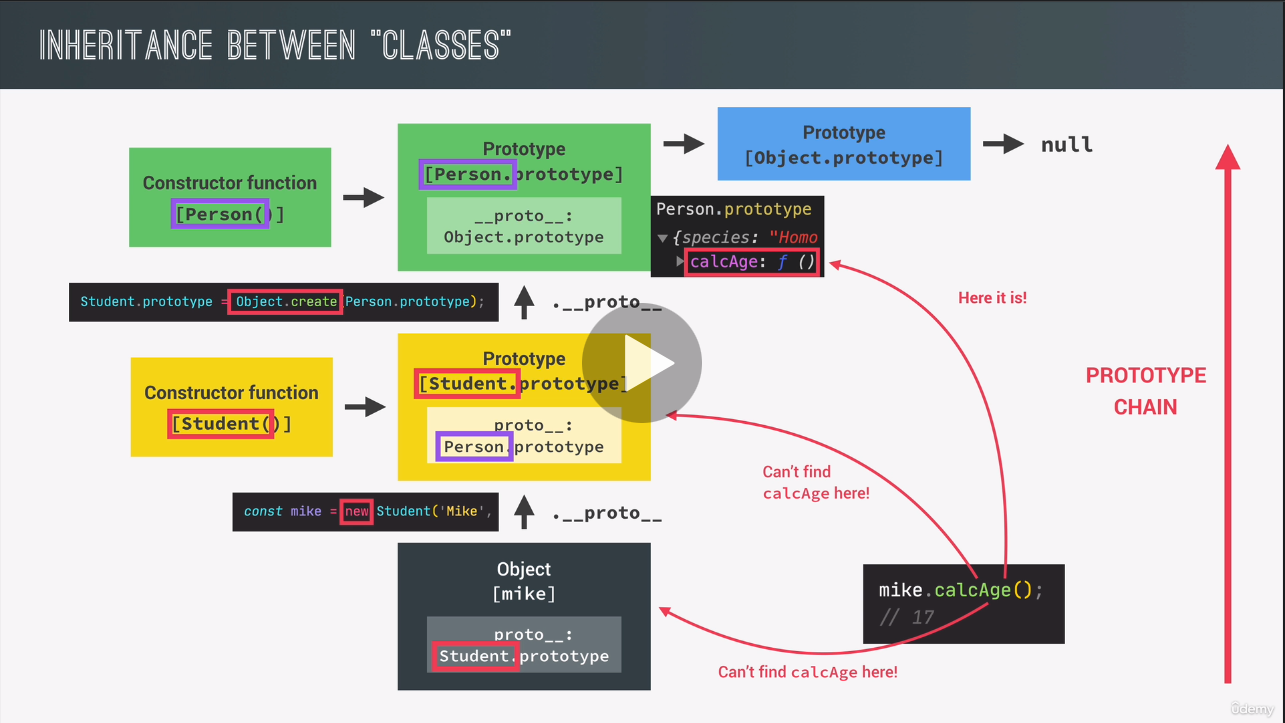 INHERITANCE BETWEEN "CLASSES"
Constructor function
[Person()]
Prototype
[Person.prototype]
__proto__:
Object.prototype
Prototype
[Object.prototype]
null
Person.prototype
▼{species: "Homo
▶calcAge: ƒ ()
Student.prototype = Object.create(Person.prototype);
.__proto__
Here it is!
Constructor function
[Student()]
Prototype
[Student.prototype]
proto__:
Person.prototype
Can't find
calcAge here!
PROTOTYPE
CHAIN
const mike = new Student('Mike',
.__proto__
Object
[mike]
proto__:
Student.prototype
mike.calcAge();
// 17
Can't find calcAge here!
ûdemy